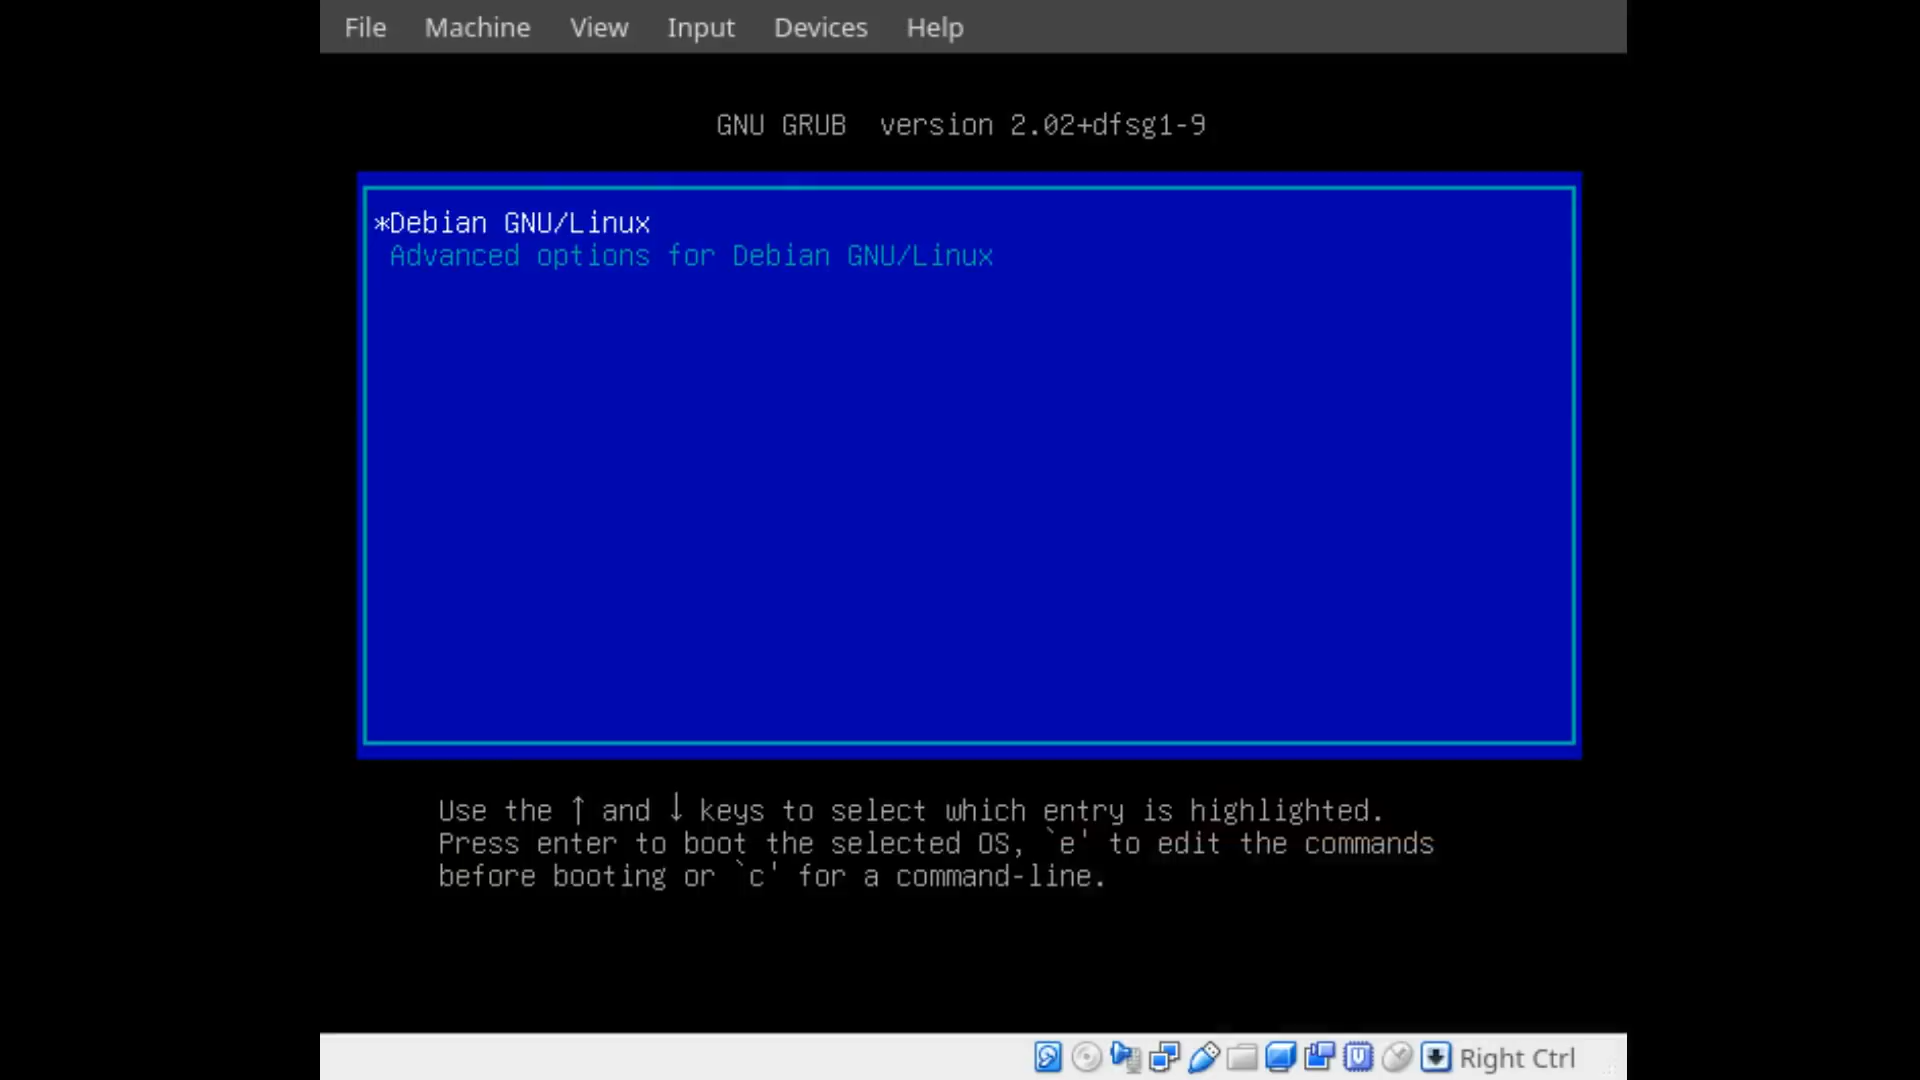 File Machine View Input Devices Help
GNU GRUB  version 2.02+dfsg1-9
*Debian GNU/Linux
Advanced options for Debian GNU/Linux
Use the ↑ and ↓ keys to select which entry is highlighted.
Press enter to boot the selected OS, `e' to edit the commands
before booting or `c' for a command-line.
Right Ctrl